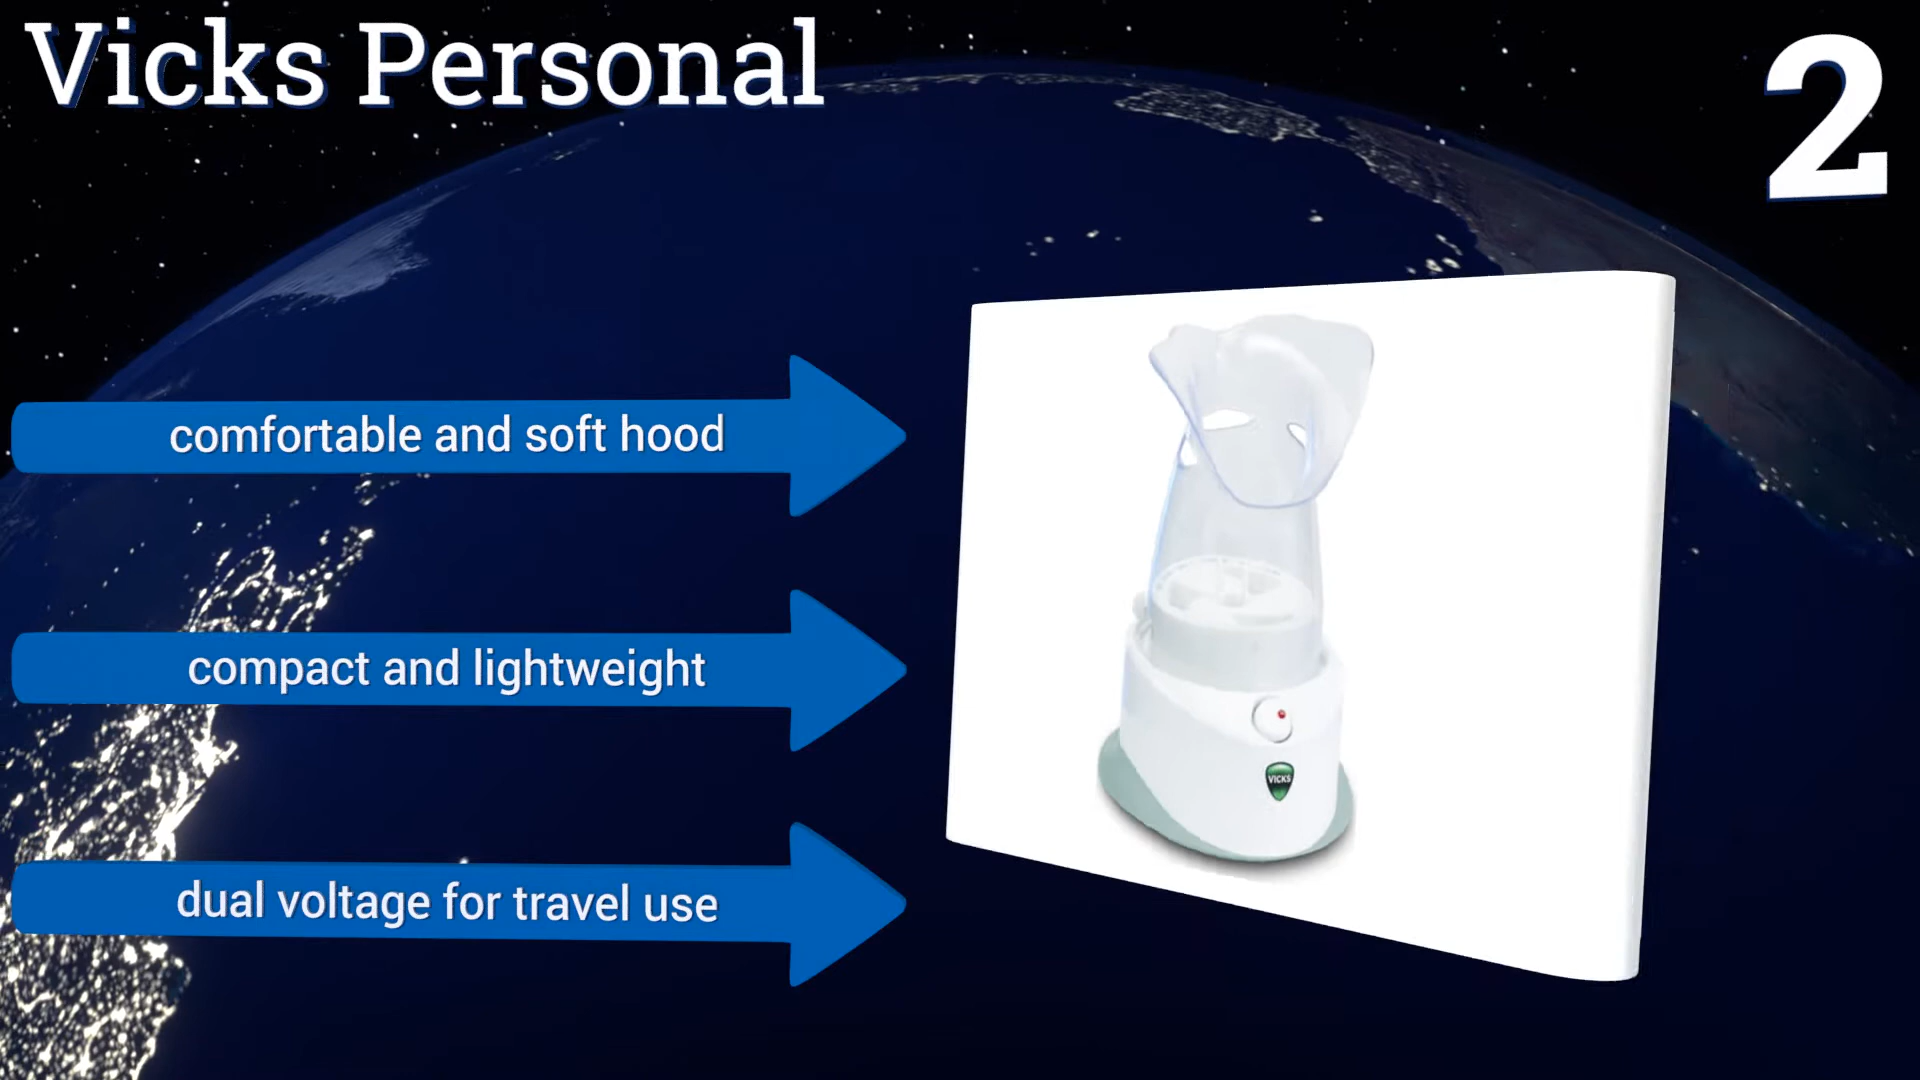 Vicks Personal
2
comfortable and soft hood
compact and lightweight
dual voltage for travel use
VICKS